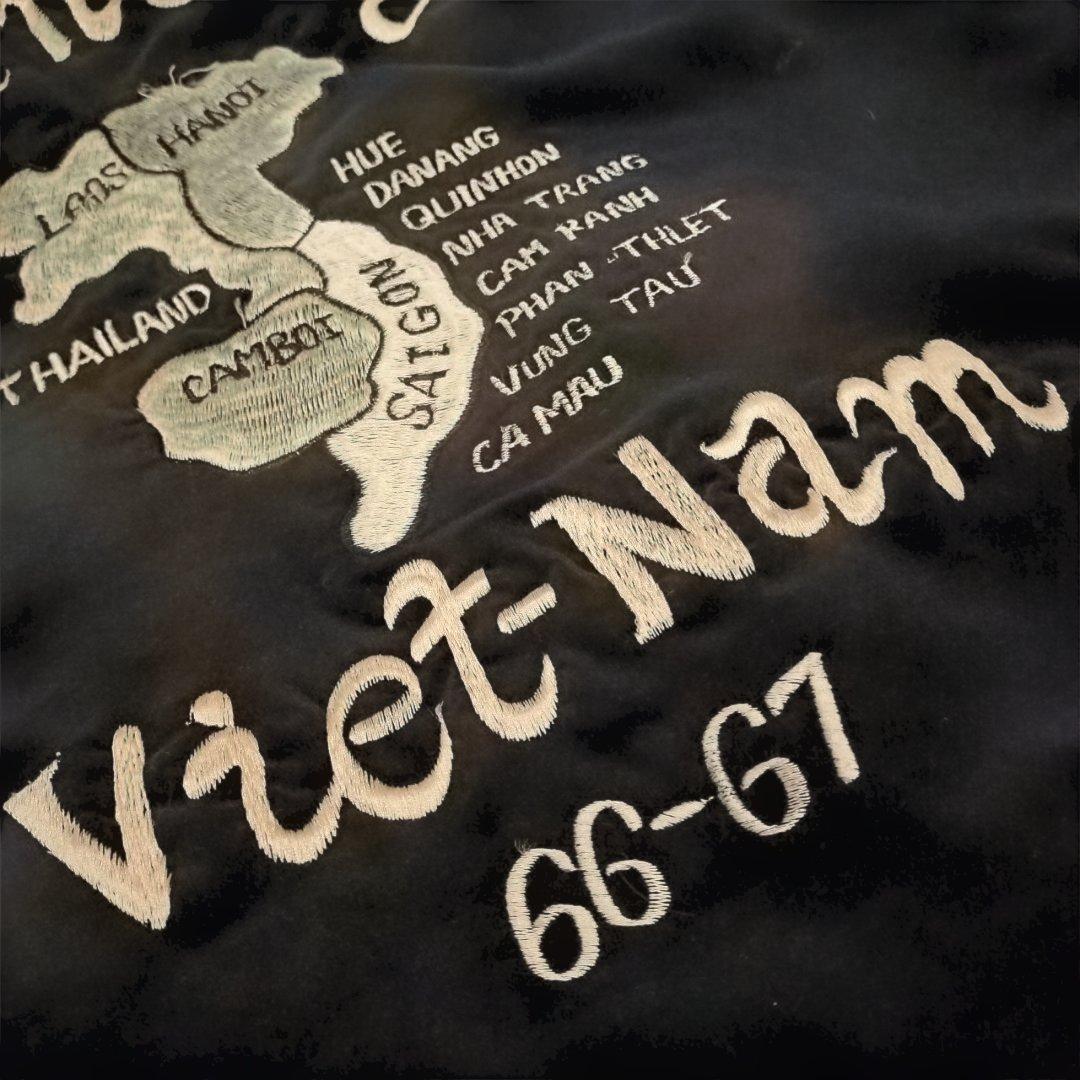 HANOI
LAOS
THAILAND
CAMBOI
SAIGON
HUE
DANANG
QUINHON
NHA TRANG
CAM RANH
PHAN -THLET
VUNG TAU
CA MAU
Viet-Nam
66-67